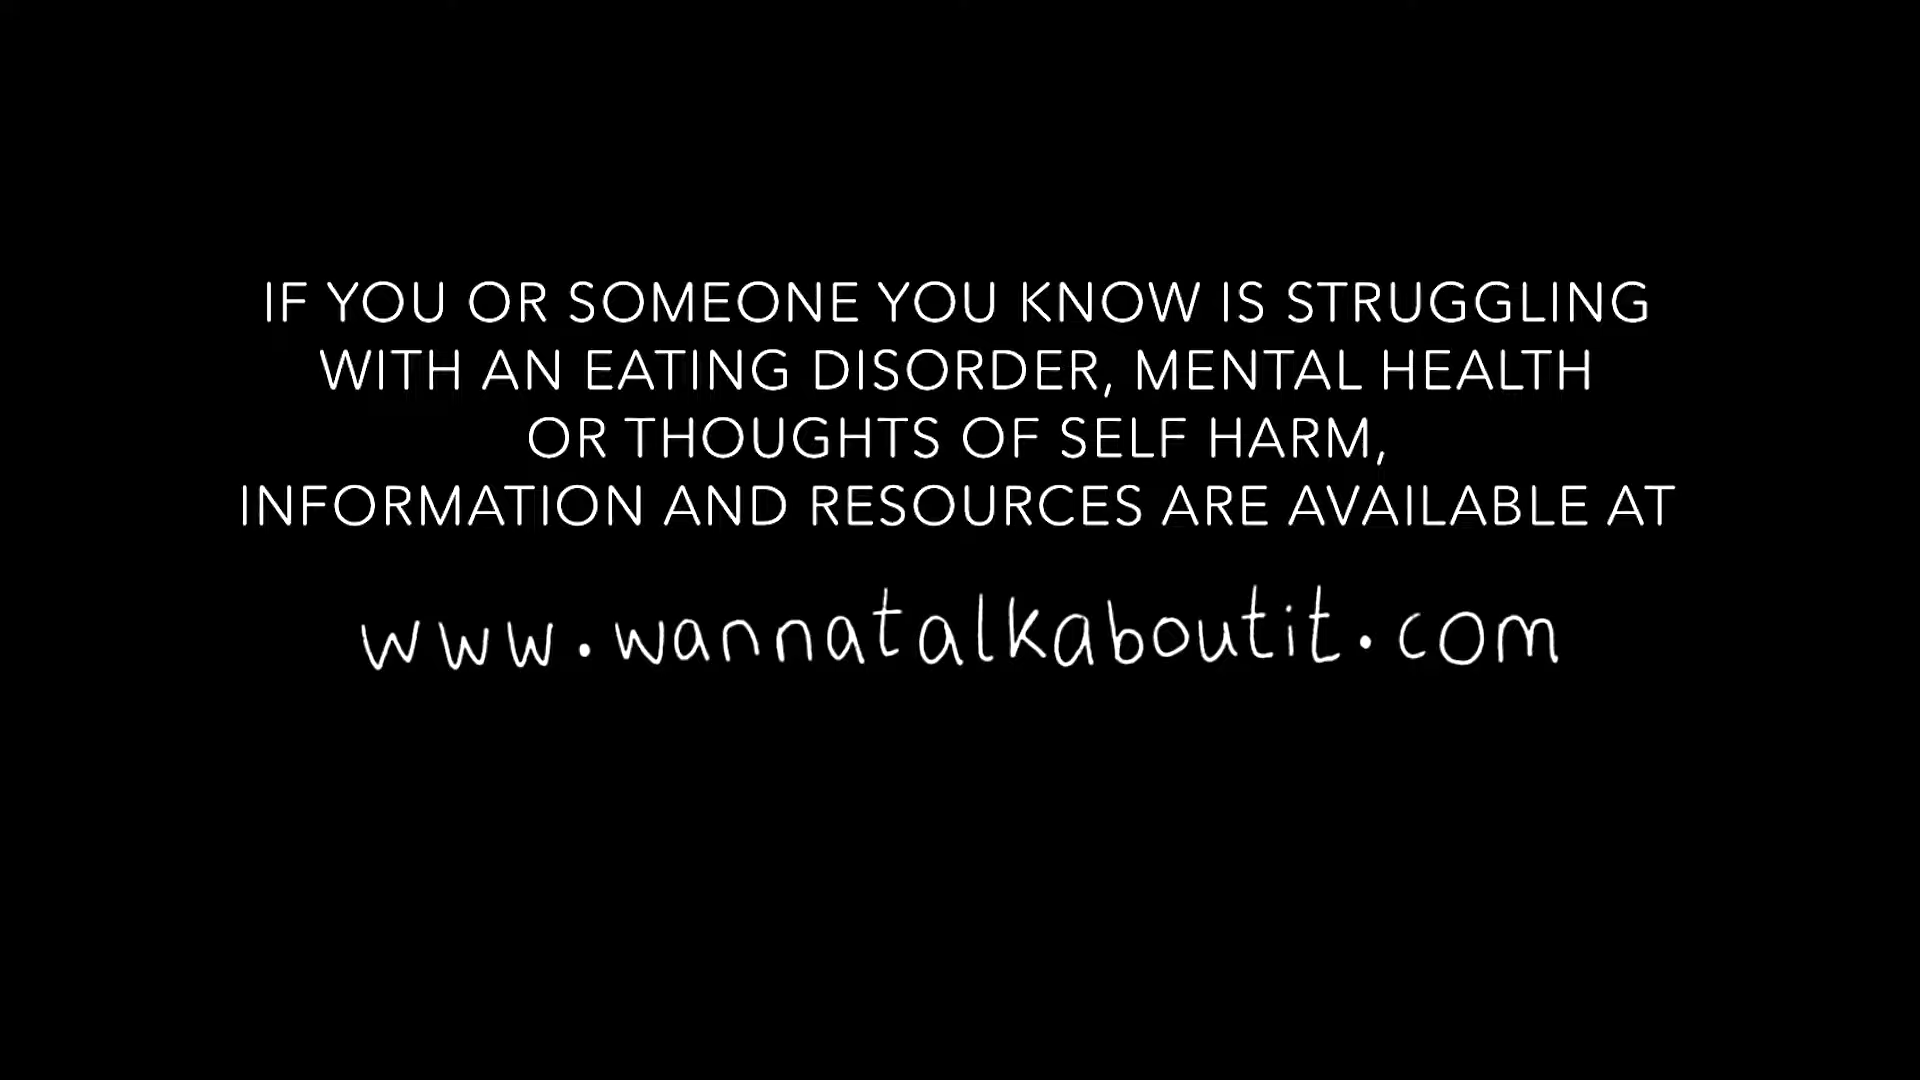 IF YOU OR SOMEONE YOU KNOW IS STRUGGLING
WITH AN EATING DISORDER, MENTAL HEALTH
OR THOUGHTS OF SELF HARM,
INFORMATION AND RESOURCES ARE AVAILABLE AT
www.wannatalkaboutit.com